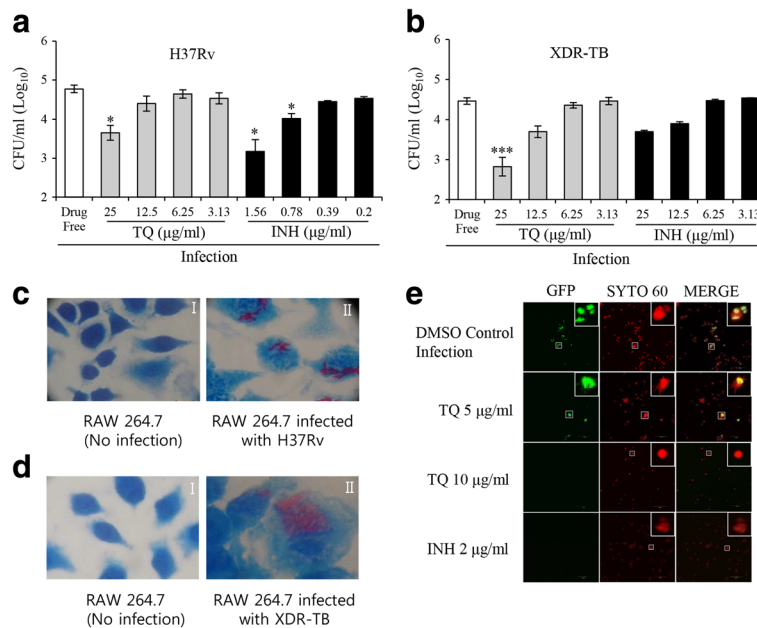 a
H37Rv
CFU/ml (Log10)
6
5
4
3
2
*
*
*
Drug Free
25
12.5
6.25
3.13
1.56
0.78
0.39
0.2
TQ (µg/ml)
INH (µg/ml)
Infection
b
XDR-TB
CFU/ml (Log10)
6
5
4
3
2
***
Drug
Free
25
12.5
6.25
3.13
25
12.5
6.25
3.13
TQ (µg/ml)
INH (µg/ml)
Infection
c
I
II
RAW 264.7
(No infection)
RAW 264.7 infected
with H37Rv
d
I
II
RAW 264.7
(No infection)
RAW 264.7 infected
with XDR-TB
e
GFP
SYTO 60
MERGE
DMSO Control
Infection
TQ 5 µg/ml
TQ 10 µg/ml
INH 2 µg/ml